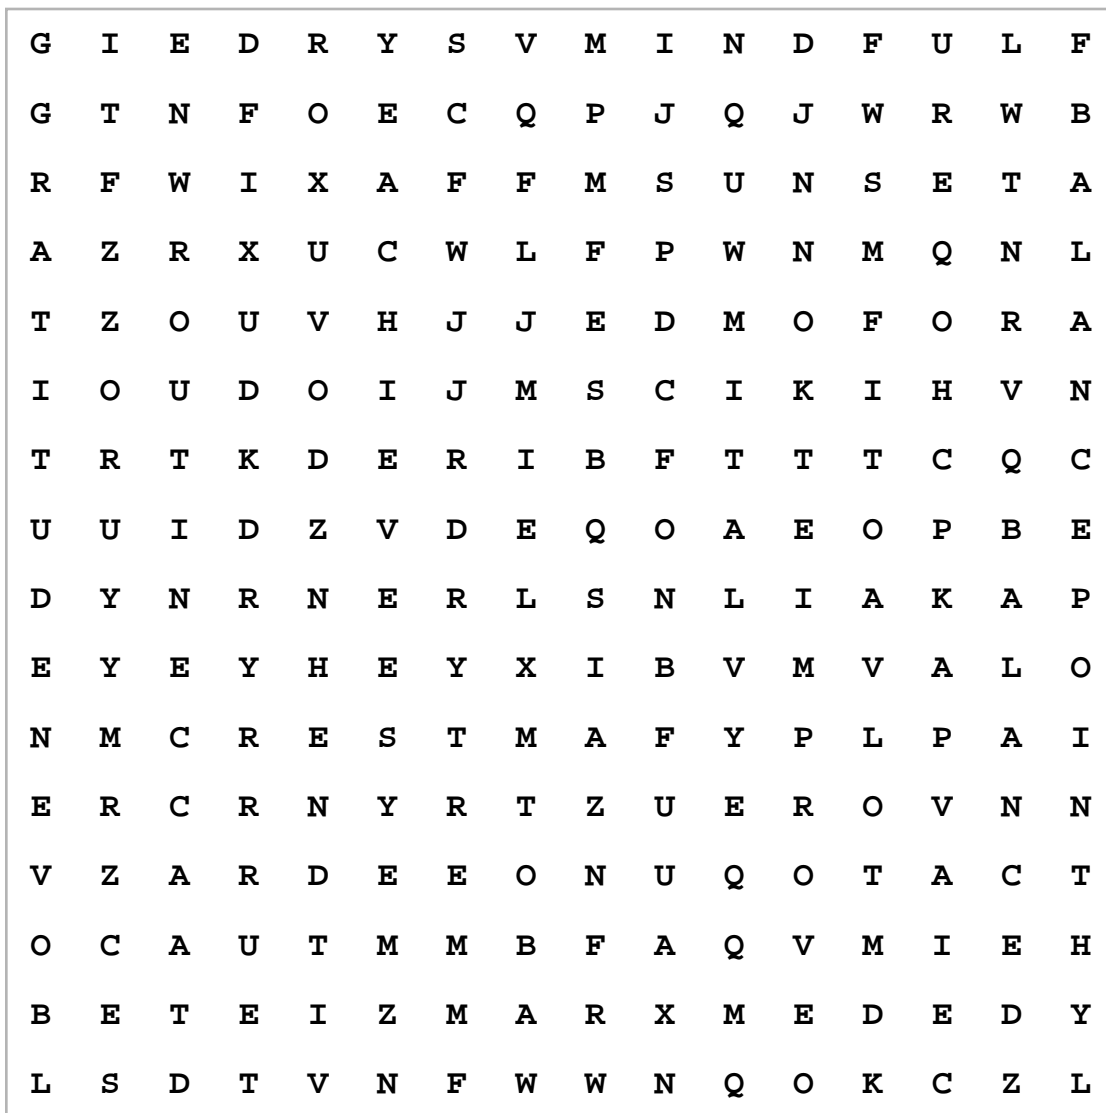 G I E D R Y S V M I N D F U L F
G T N F O E C Q P J Q J W R W B
R F W I X A F F M S U N S E T A
A Z R X U C W L F P W N M Q N L
T Z O U V H J J E D M O F O R A
I O U D O I J M S C I K I H V N
T R T K D E R I B F T T T C Q C
U U I D Z V D E Q O A E O P B E
D Y N R N E R L S N L I A K A P
E Y E Y H E Y X I B V M V A L O
N M C R E S T M A F Y P L P A I
E R C R N Y R T Z U E R O V N N
V Z A R D E E O N U Q O T A C T
O C A U T M M B F A Q V M I E H
B E T E I Z M A R X M E D E D Y
L S D T V N F W W N Q O K C Z L